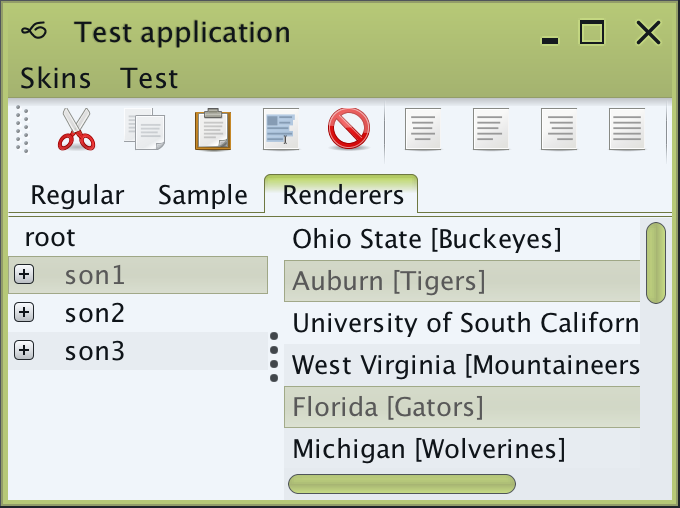 Test application
Skins Test
Regular Sample Renderers
root
son1
son2
son3
Ohio State [Buckeyes]
Auburn [Tigers]
University of South Californ
West Virginia [Mountaineers
Florida [Gators]
Michigan [Wolverines]